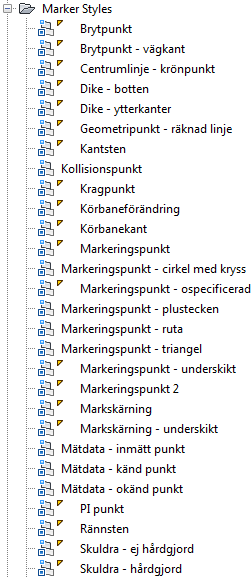 Marker Styles
Brytpunkt
Brytpunkt - vägkant
Centrumlinje - krönpunkt
Dike - botten
Dike - ytterkanter
Geometripunkt - räknad linje
Kantsten
Kollisionspunkt
Kragpunkt
Körbaneförändring
Körbanekant
Markeringspunkt
Markeringspunkt - cirkel med kryss
Markeringspunkt - ospecificerad
Markeringspunkt - plustecken
Markeringspunkt - ruta
Markeringspunkt - triangel
Markeringspunkt - underskikt
Markeringspunkt 2
Markskärning
Markskärning - underskikt
Mätdata - inmätt punkt
Mätdata - känd punkt
Mätdata - okänd punkt
PI punkt
Rännsten
Skuldra - ej hårdgjord
Skuldra - hårdgjord